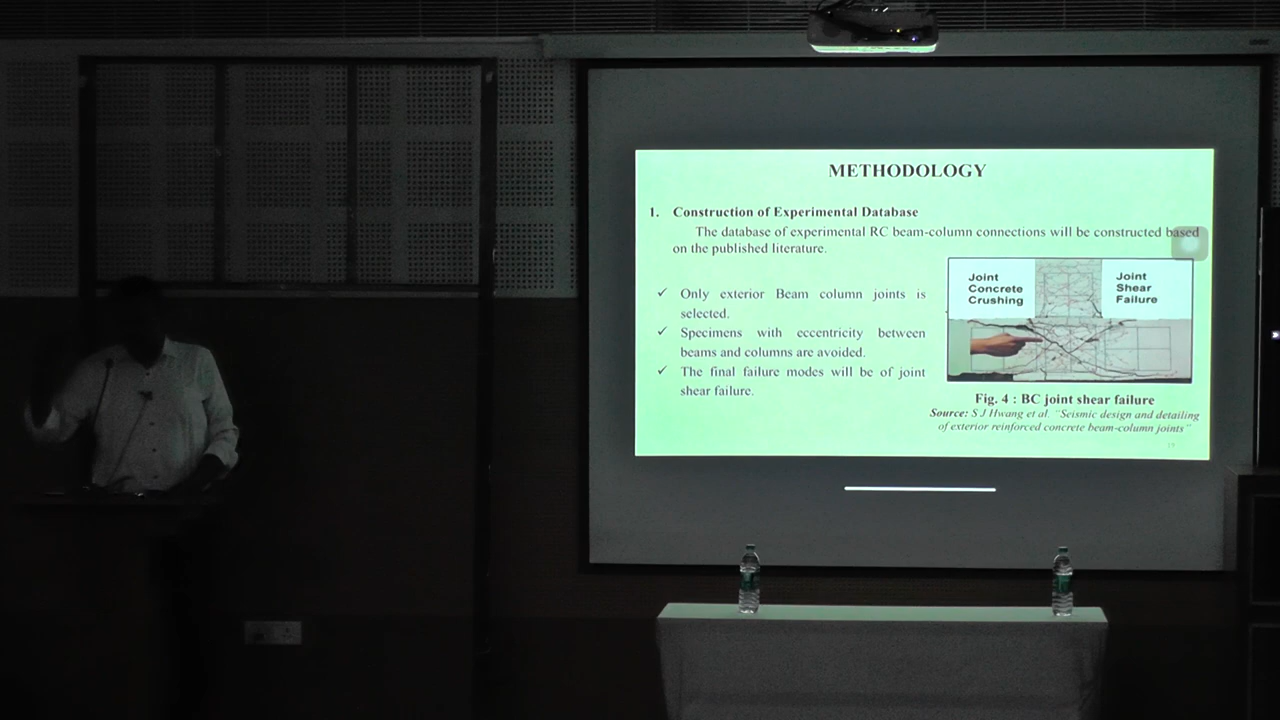 METHODOLOGY
1. Construction of Experimental Database
The database of experimental RC beam-column connections will be constructed based
on the published literature.
✓ Only exterior Beam column joints is
selected.
✓ Specimens with eccentricity between
beams and columns are avoided.
✓ The final failure modes will be of joint
shear failure.
Joint
Concrete
Crushing
Joint
Shear
Failure
Fig. 4 : BC joint shear failure
Source: S J Hwang et al. "Seismic design and detailing
of exterior reinforced concrete beam-column joints"